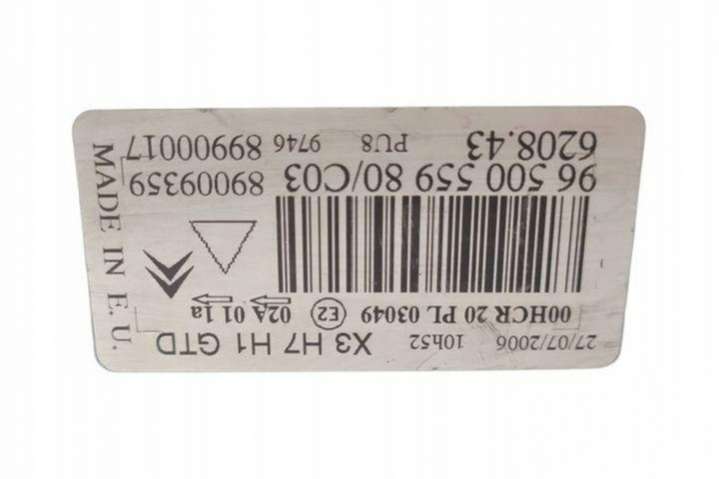 27/07/2006 10h52 X3 H7 H1 GTD
00HCR 20 PL 03049 E2 02A 01 1a
96 500 559 80/C03 89009359
6208.43 PU8 9746 89900017
MADE IN E.U.